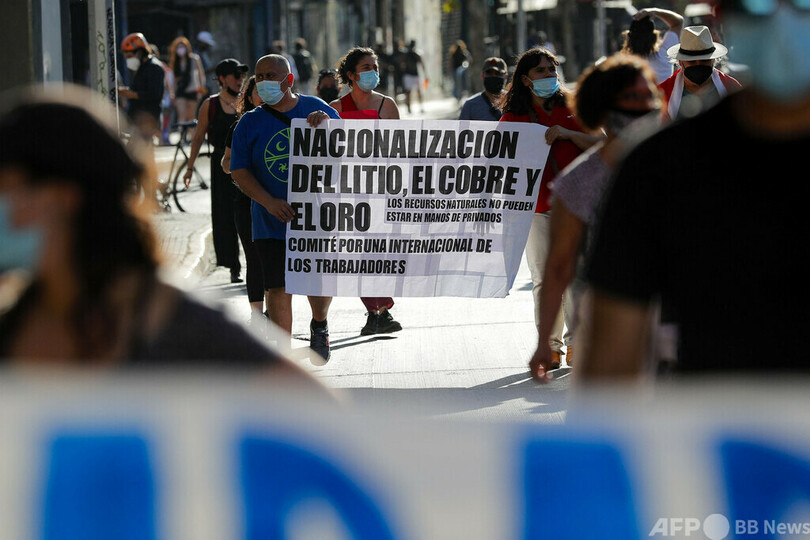 NACIONALIZACION
DEL LITIO, EL COBRE Y
EL ORO
LOS RECURSOS NATURALES NO PUEDEN
ESTAR EN MANOS DE PRIVADOS
COMITÉ POR UNA INTERNACIONAL DE
LOS TRABAJADORES
AFP BB News